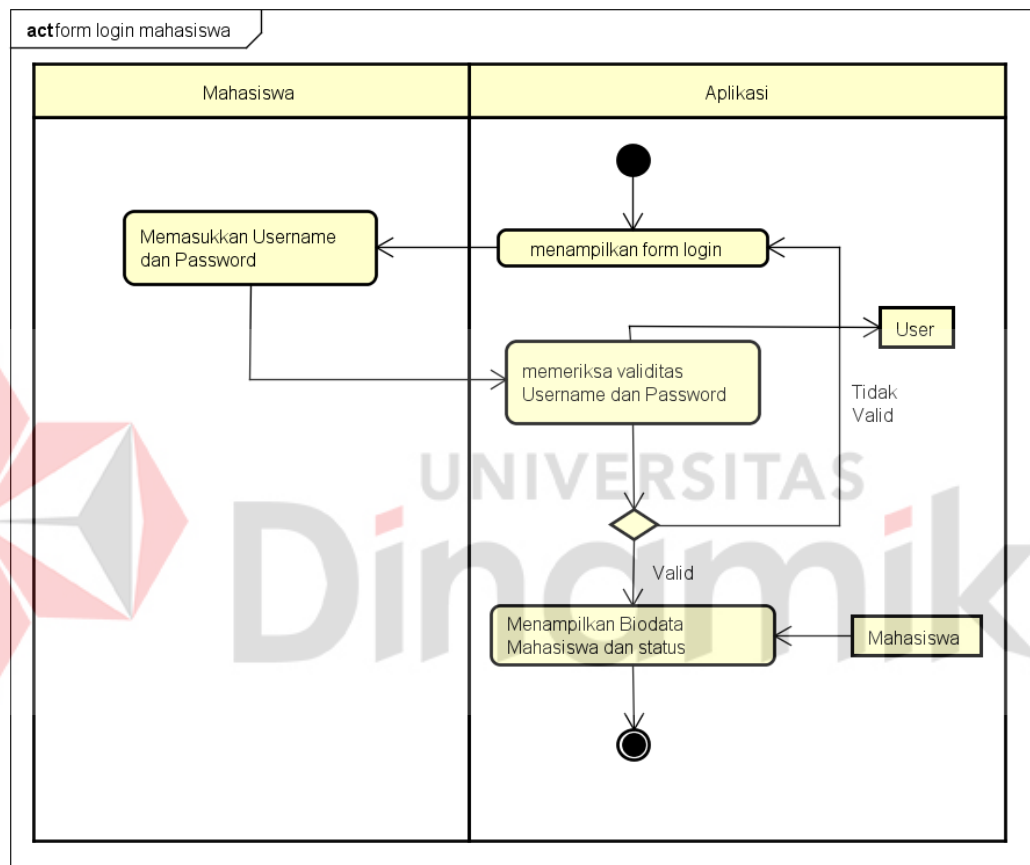 act form login mahasiswa
Mahasiswa
Aplikasi
Memasukkan Username
dan Password
menampilkan form login
User
memeriksa validitas
Username dan Password
Tidak
Valid
UNIVERSITAS
Dinamik
Valid
Menampilkan Biodata
Mahasiswa dan status
Mahasiswa